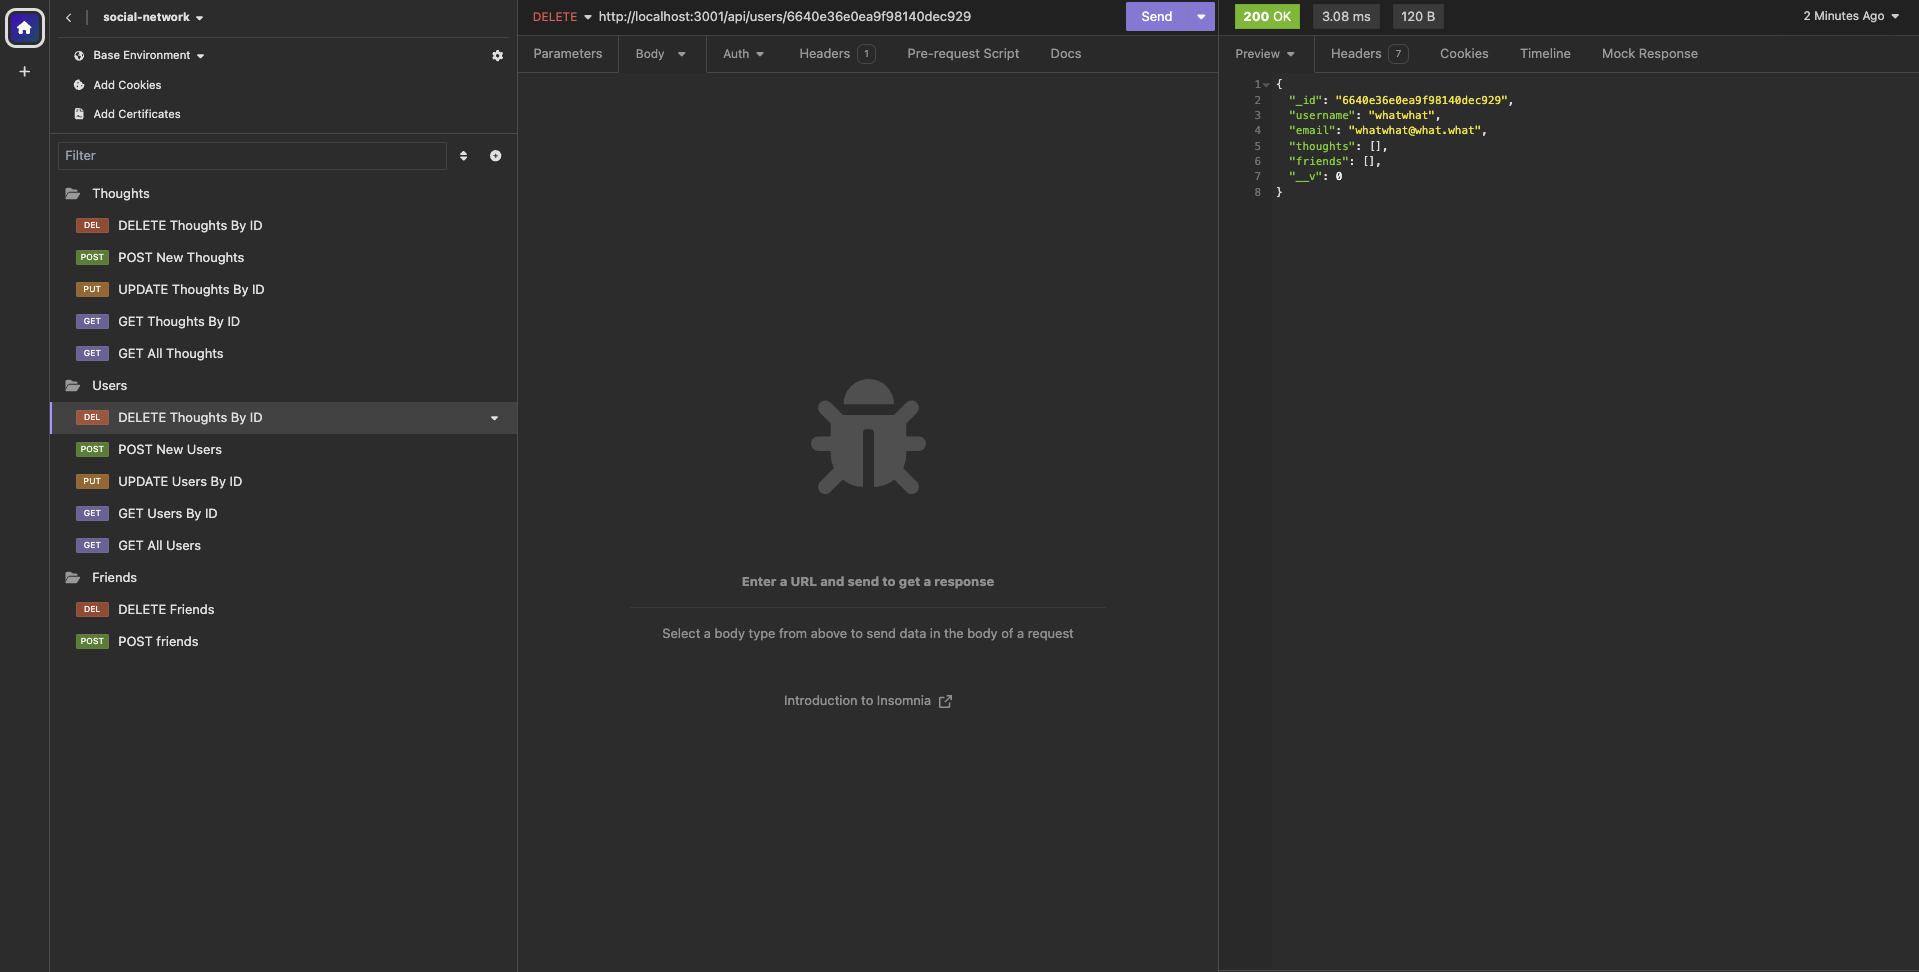 social-network
Base Environment
Add Cookies
Add Certificates
Filter
Thoughts
DEL DELETE Thoughts By ID
POST POST New Thoughts
PUT UPDATE Thoughts By ID
GET GET Thoughts By ID
GET GET All Thoughts
Users
DEL DELETE Thoughts By ID
POST POST New Users
PUT UPDATE Users By ID
GET GET Users By ID
GET GET All Users
Friends
DEL DELETE Friends
POST POST friends
DELETE http://localhost:3001/api/users/6640e36e0ea9f98140dec929 Send
Parameters Body Auth Headers 1 Pre-request Script Docs
Enter a URL and send to get a response
Select a body type from above to send data in the body of a request
Introduction to Insomnia
200 OK 3.08 ms 120 B 2 Minutes Ago
Preview Headers 7 Cookies Timeline Mock Response
1 {
2 "_id": "6640e36e0ea9f98140dec929",
3 "username": "whatwhat",
4 "email": "whatwhat@what.what",
5 "thoughts": [],
6 "friends": [],
7 "__v": 0
8 }